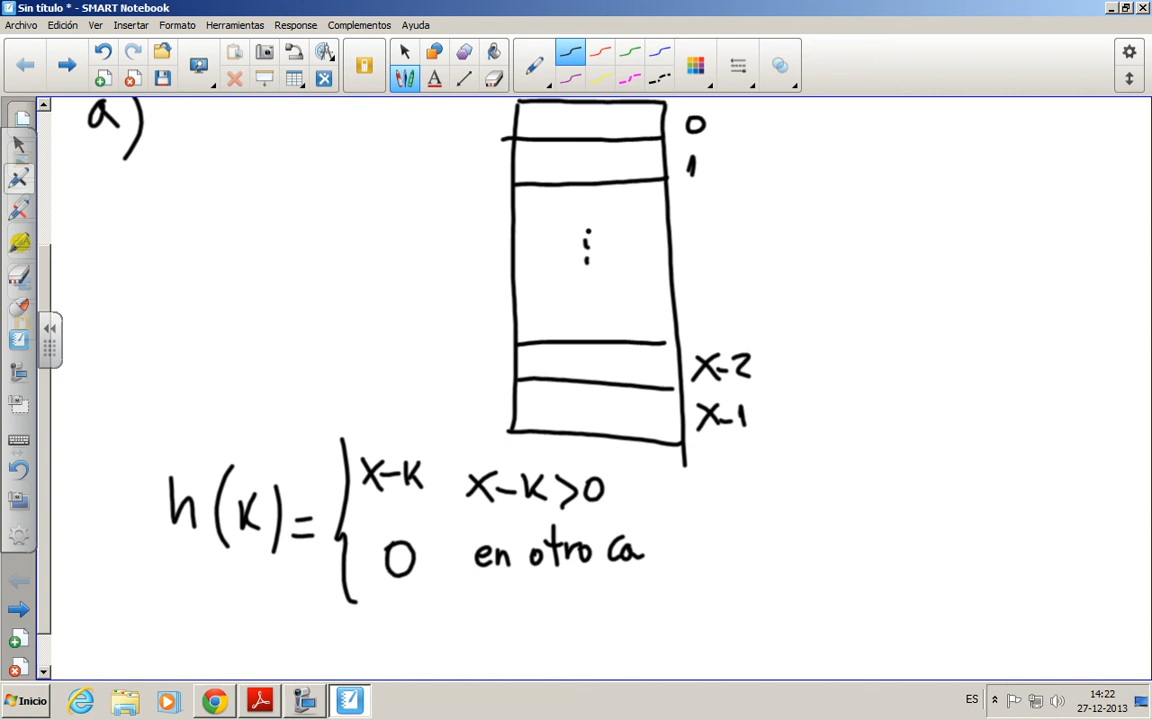 Sin título * - SMART Notebook
Archivo Edición Ver Insertar Formato Herramientas Response Complementos Ayuda
a)
0
1
X-2
X-1
h(K)= { X-K X-K>0
0 en otro ca
Inicio
ES
14:22
27-12-2013